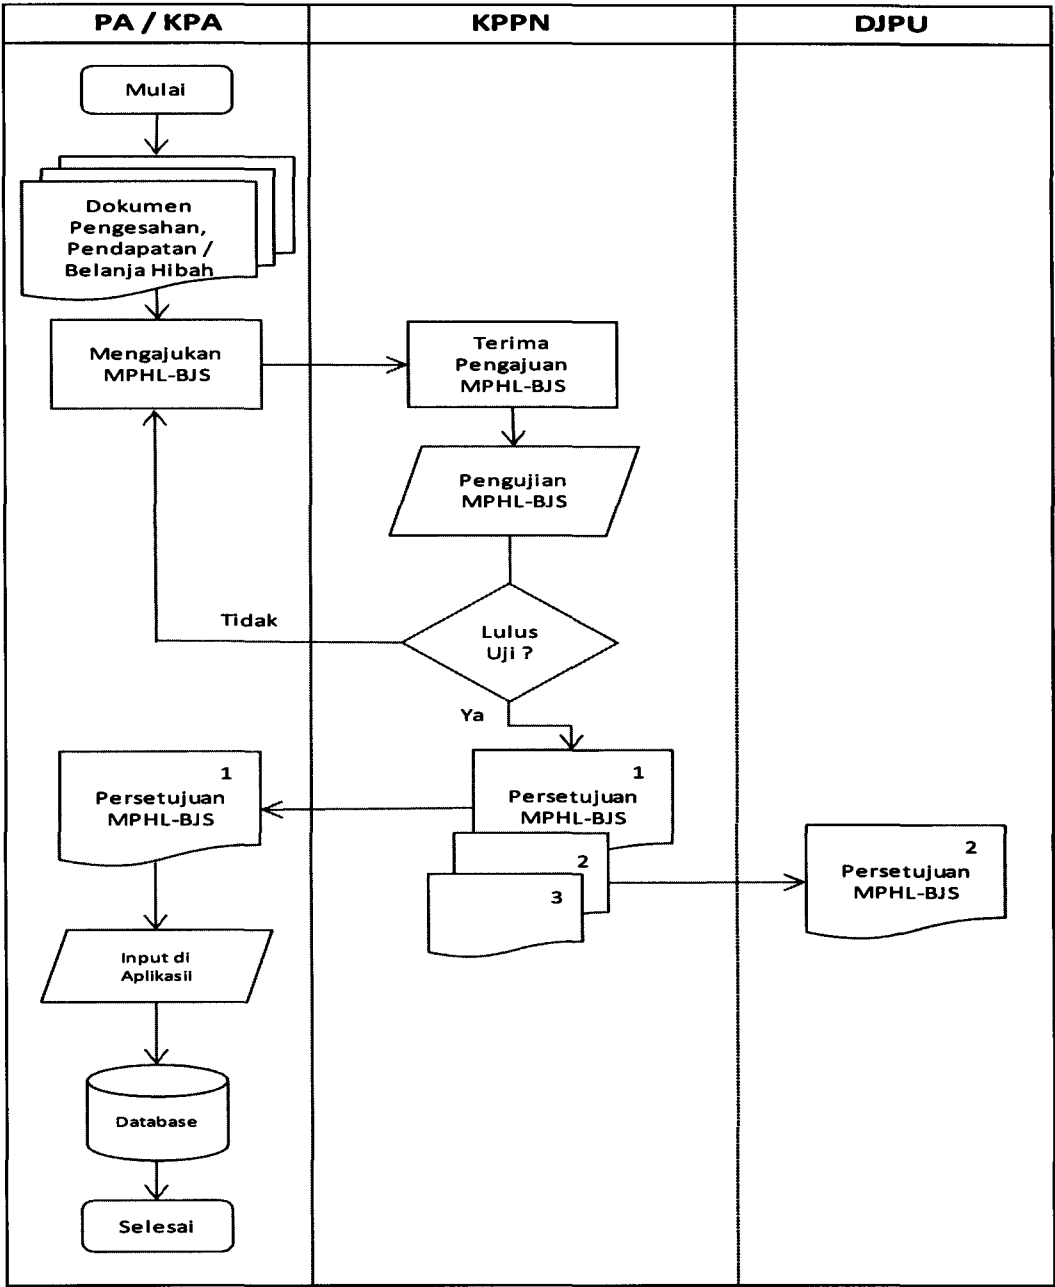 PA / KPA
KPPN
DJPU
Mulai
Dokumen
Pengesahan,
Pendapatan /
Belanja Hibah
Mengajukan
MPHL-BJS
Terima
Pengajuan
MPHL-BJS
Pengujian
MPHL-BJS
Tidak
Lulus
Uji ?
Ya
1
Persetujuan
MPHL-BJS
1
Persetujuan
MPHL-BJS
2
3
2
Persetujuan
MPHL-BJS
Input di
Aplikasii
Database
Selesai